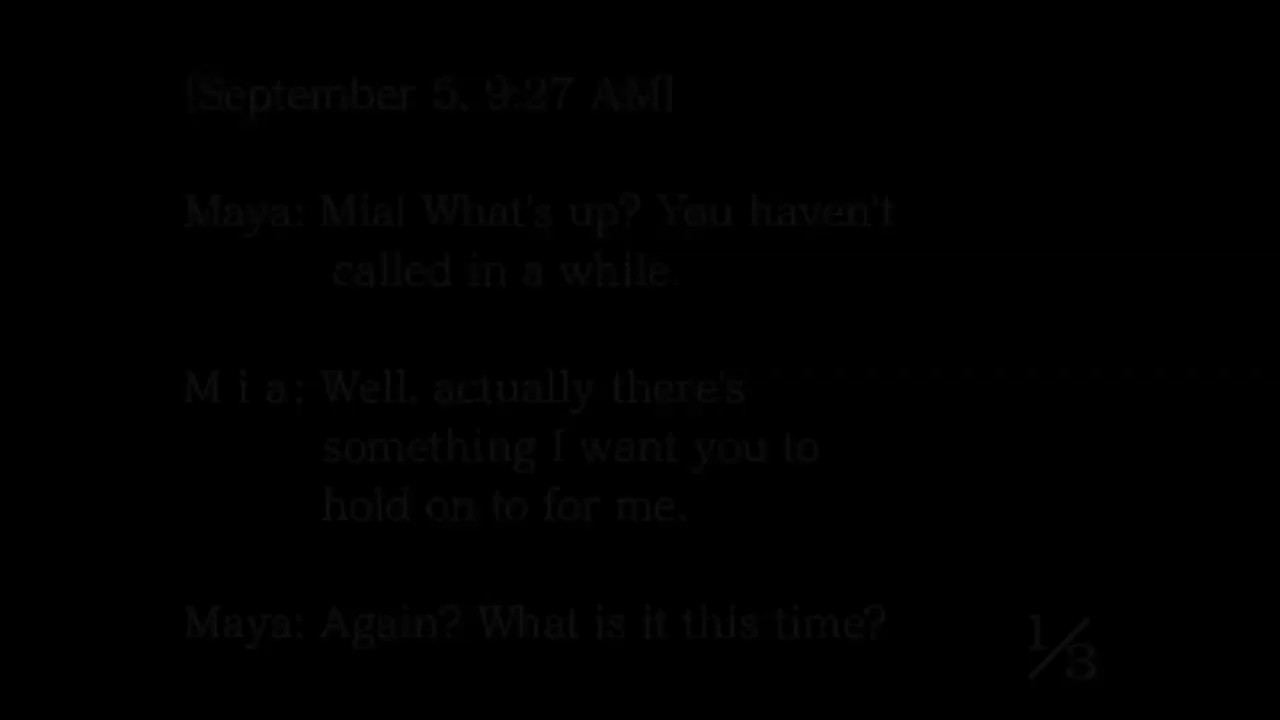 [September 5, 9:27 AM]
Maya: Mia! What's up? You haven't
called in a while.
M i a: Well, actually there's
something I want you to
hold on to for me.
Maya: Again? What is it this time?
1/3